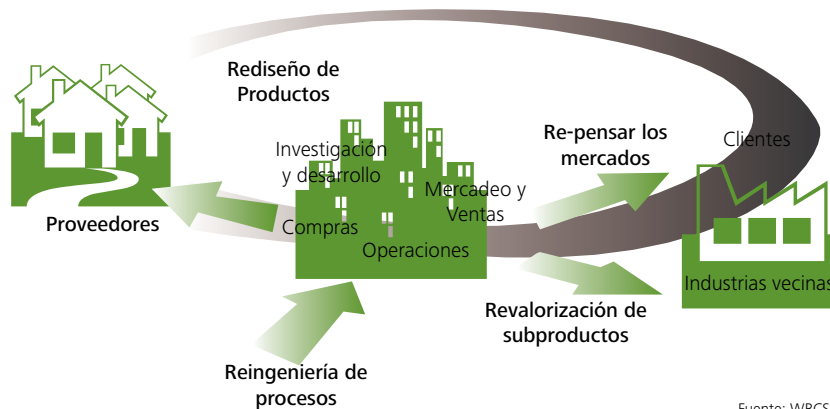 Rediseño de
Productos
Investigación
y desarrollo
Re-pensar los
mercados
Clientes
Mercadeo y
Ventas
Proveedores
Compras
Operaciones
Industrias vecinas
Revalorización de
subproductos
Reingeniería de
procesos
Fuente: